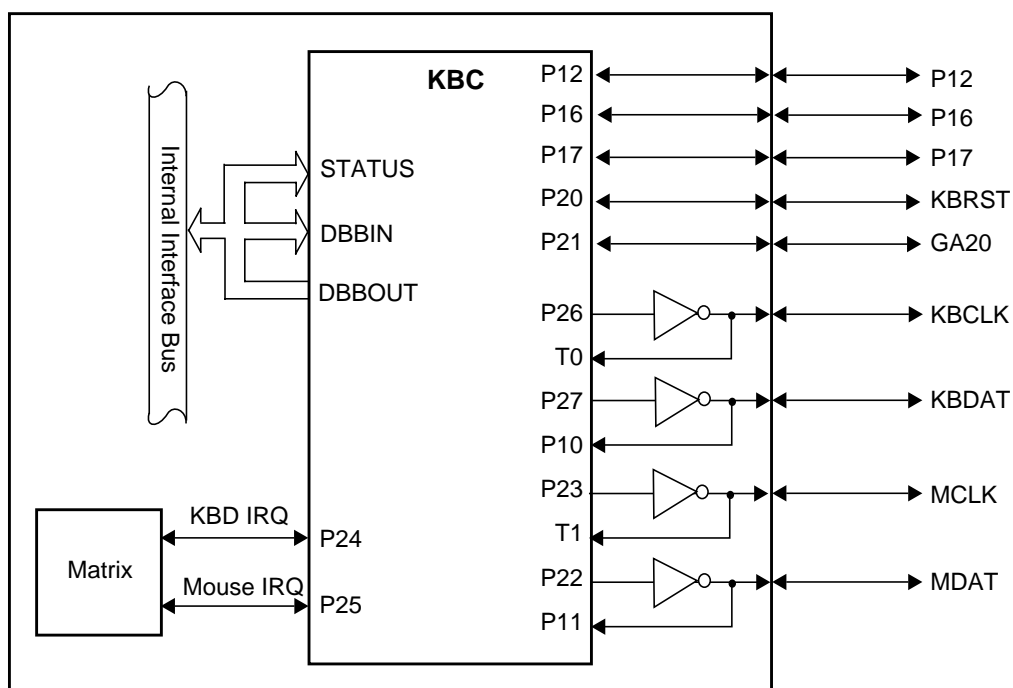 KBC
P12
P12
P16
P16
P17
P17
P20
KBRST
P21
GA20
Internal Interface Bus
STATUS
DBBIN
DBBOUT
P26
KBCLK
T0
P27
KBDAT
P10
P23
MCLK
T1
P22
MDAT
P11
Matrix
KBD IRQ
P24
Mouse IRQ
P25